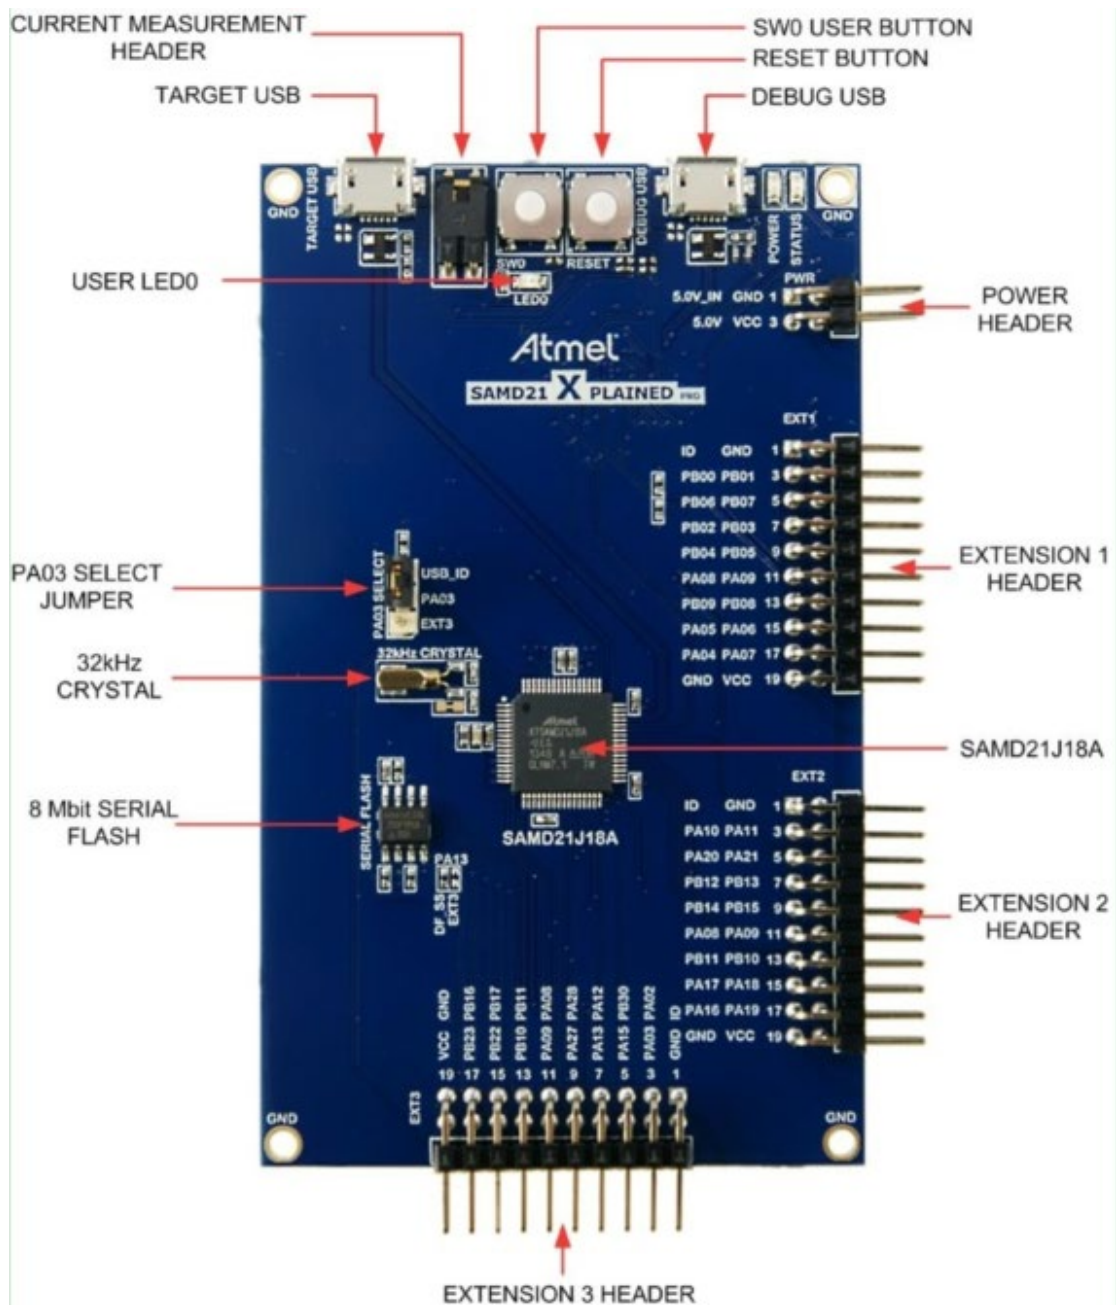 CURRENT MEASUREMENT
HEADER
SW0 USER BUTTON
RESET BUTTON
TARGET USB
DEBUG USB
GND
TARGET USB
SW0
RESET
DEBUG USB
POWER
STATUS
GND
USER LED0
LED0
PWR
5.0V_IN GND 1
5.0V VCC 3
POWER
HEADER
Atmel
SAMD21 XPLAINED PRO
EXT1
ID GND 1
PB00 PB01 3
PB06 PB07 5
PB02 PB03 7
PB04 PB05 9
PA08 PA09 11
PB09 PB08 13
PA05 PA06 15
PA04 PA07 17
GND VCC 19
EXTENSION 1
HEADER
PA03 SELECT
JUMPER
PA03 SELECT
USB_ID
PA03
EXT3
32kHz
CRYSTAL
32kHz CRYSTAL
Atmel
SAMD21J18A
SAMD21J18A
8 Mbit SERIAL
FLASH
SERIAL FLASH
PA13
DF_SS
EXT3
EXT2
ID GND 1
PA10 PA11 3
PA20 PA21 5
PB12 PB13 7
PB14 PB15 9
PA08 PA09 11
PB11 PB10 13
PA17 PA18 15
PA16 PA19 17
GND VCC 19
EXTENSION 2
HEADER
GND PB16 PB17 PB11 PA08 PA28 PA12 PB30 PA02 ID
VCC PB23 PB22 PB10 PA09 PA27 PA13 PA15 PA03 GND
19 17 15 13 11 9 7 5 3 1
EXT3
GND
GND
EXTENSION 3 HEADER